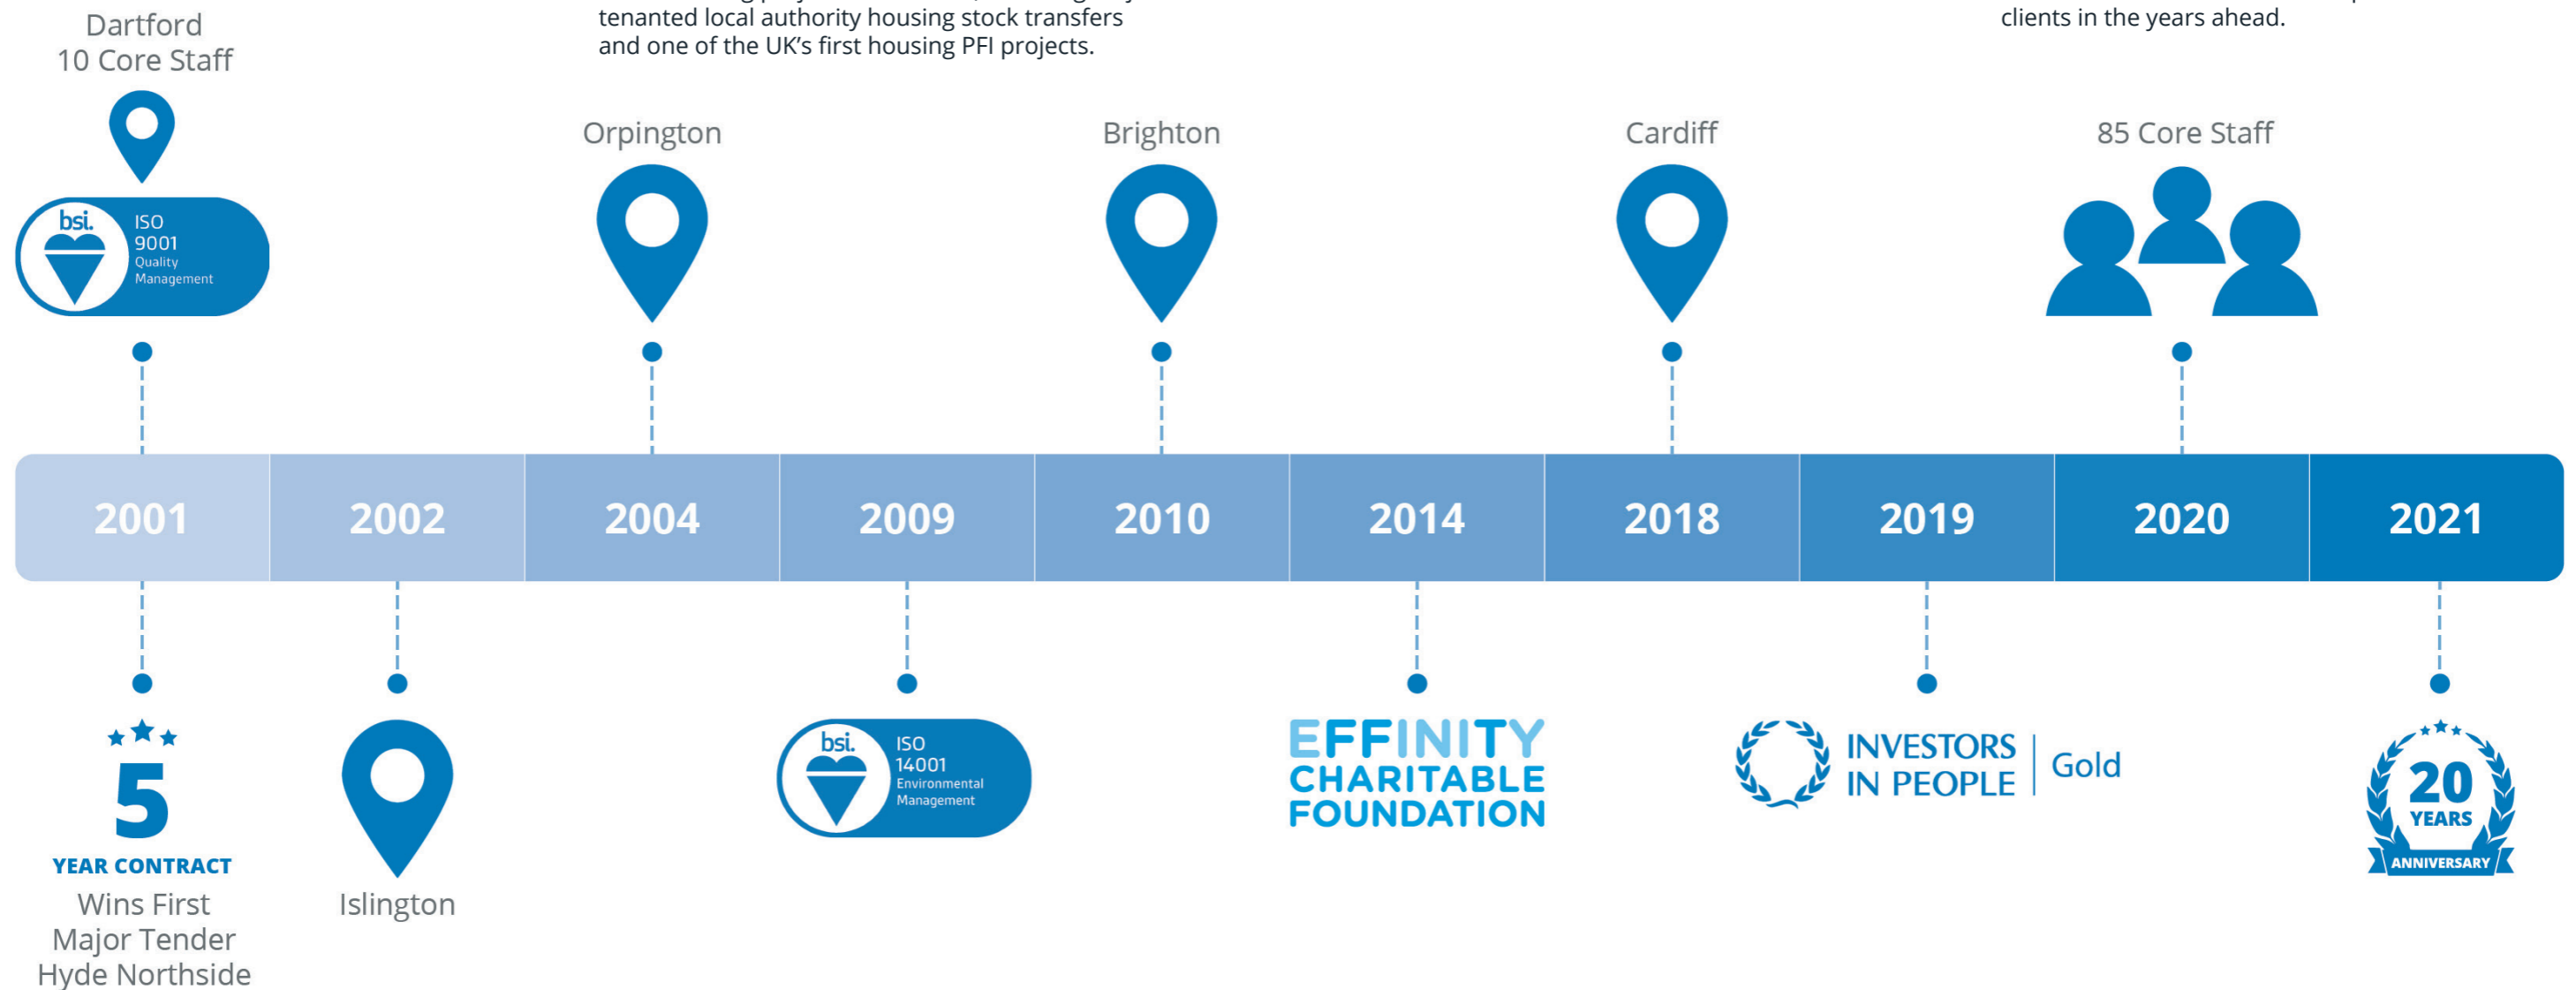 tenanted local authority housing stock transfers
and one of the UK's first housing PFI projects.
clients in the years ahead.
Dartford
10 Core Staff
bsi.
ISO
9001
Quality
Management
Orpington
Brighton
Cardiff
85 Core Staff
2001
2002
2004
2009
2010
2014
2018
2019
2020
2021
5
YEAR CONTRACT
Wins First
Major Tender
Hyde Northside
Islington
bsi.
ISO
14001
Environmental
Management
EFFINITY
CHARITABLE
FOUNDATION
INVESTORS
IN PEOPLE
Gold
20
YEARS
ANNIVERSARY